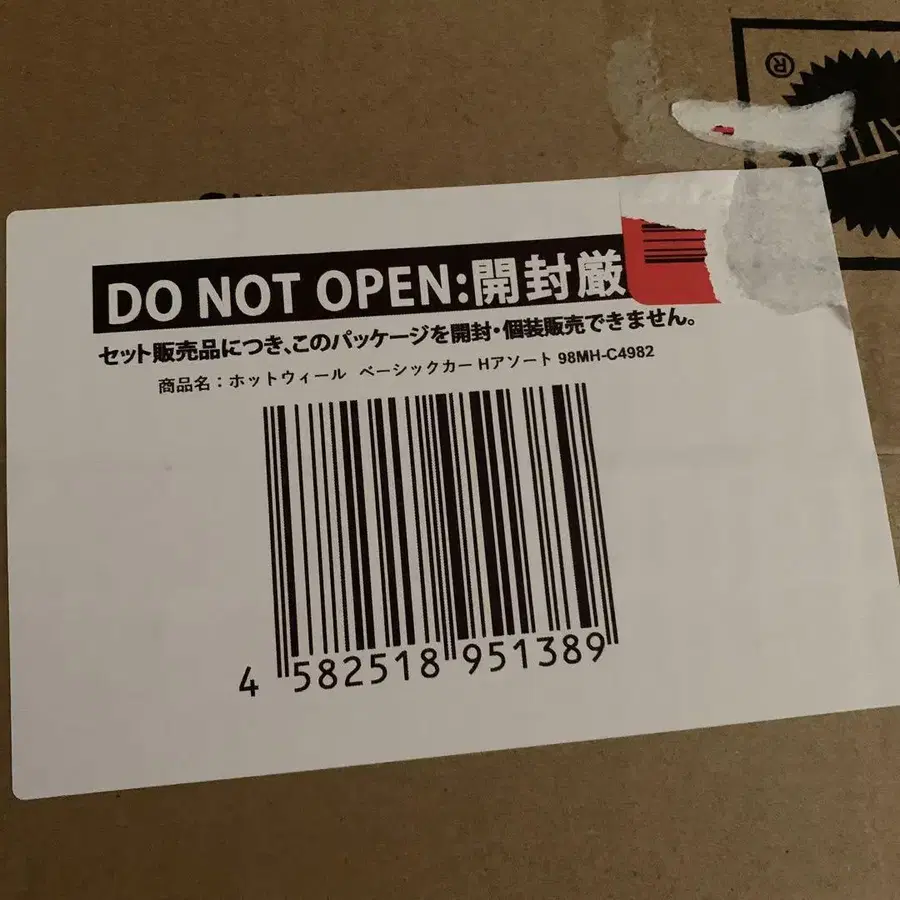 ®
DO NOT OPEN:開封厳
セット販売品につき、このパッケージを開封・個装販売できません。
商品名：ホットウィール ベーシックカー Hアソート 98MH-C4982
4 582518 951389